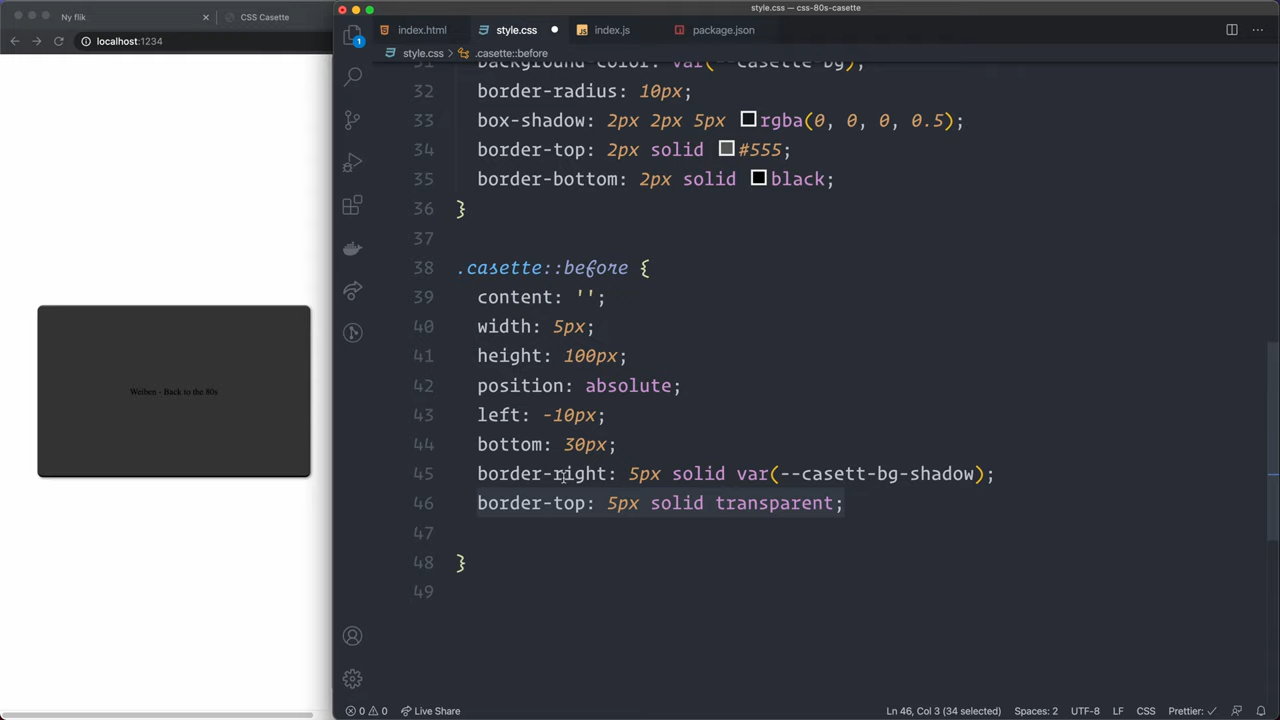 style.css — css-80s-casette
Ny flik
CSS Casette
index.html
style.css
index.js
package.json
localhost:1234
style.css
.casette::before
1
31 background-color: var(--casette-bg);
32 border-radius: 10px;
33 box-shadow: 2px 2px 5px rgba(0, 0, 0, 0.5);
34 border-top: 2px solid #555;
35 border-bottom: 2px solid black;
36 }
37
38 .casette::before {
39 content: '';
40 width: 5px;
41 height: 100px;
42 position: absolute;
43 left: -10px;
44 bottom: 30px;
45 border-right: 5px solid var(--casett-bg-shadow);
46 border-top: 5px solid transparent;
47
48 }
49
Weiben - Back to the 80s
0 0 Live Share
Ln 46, Col 3 (34 selected) Spaces: 2 UTF-8 LF CSS Prettier: ✓